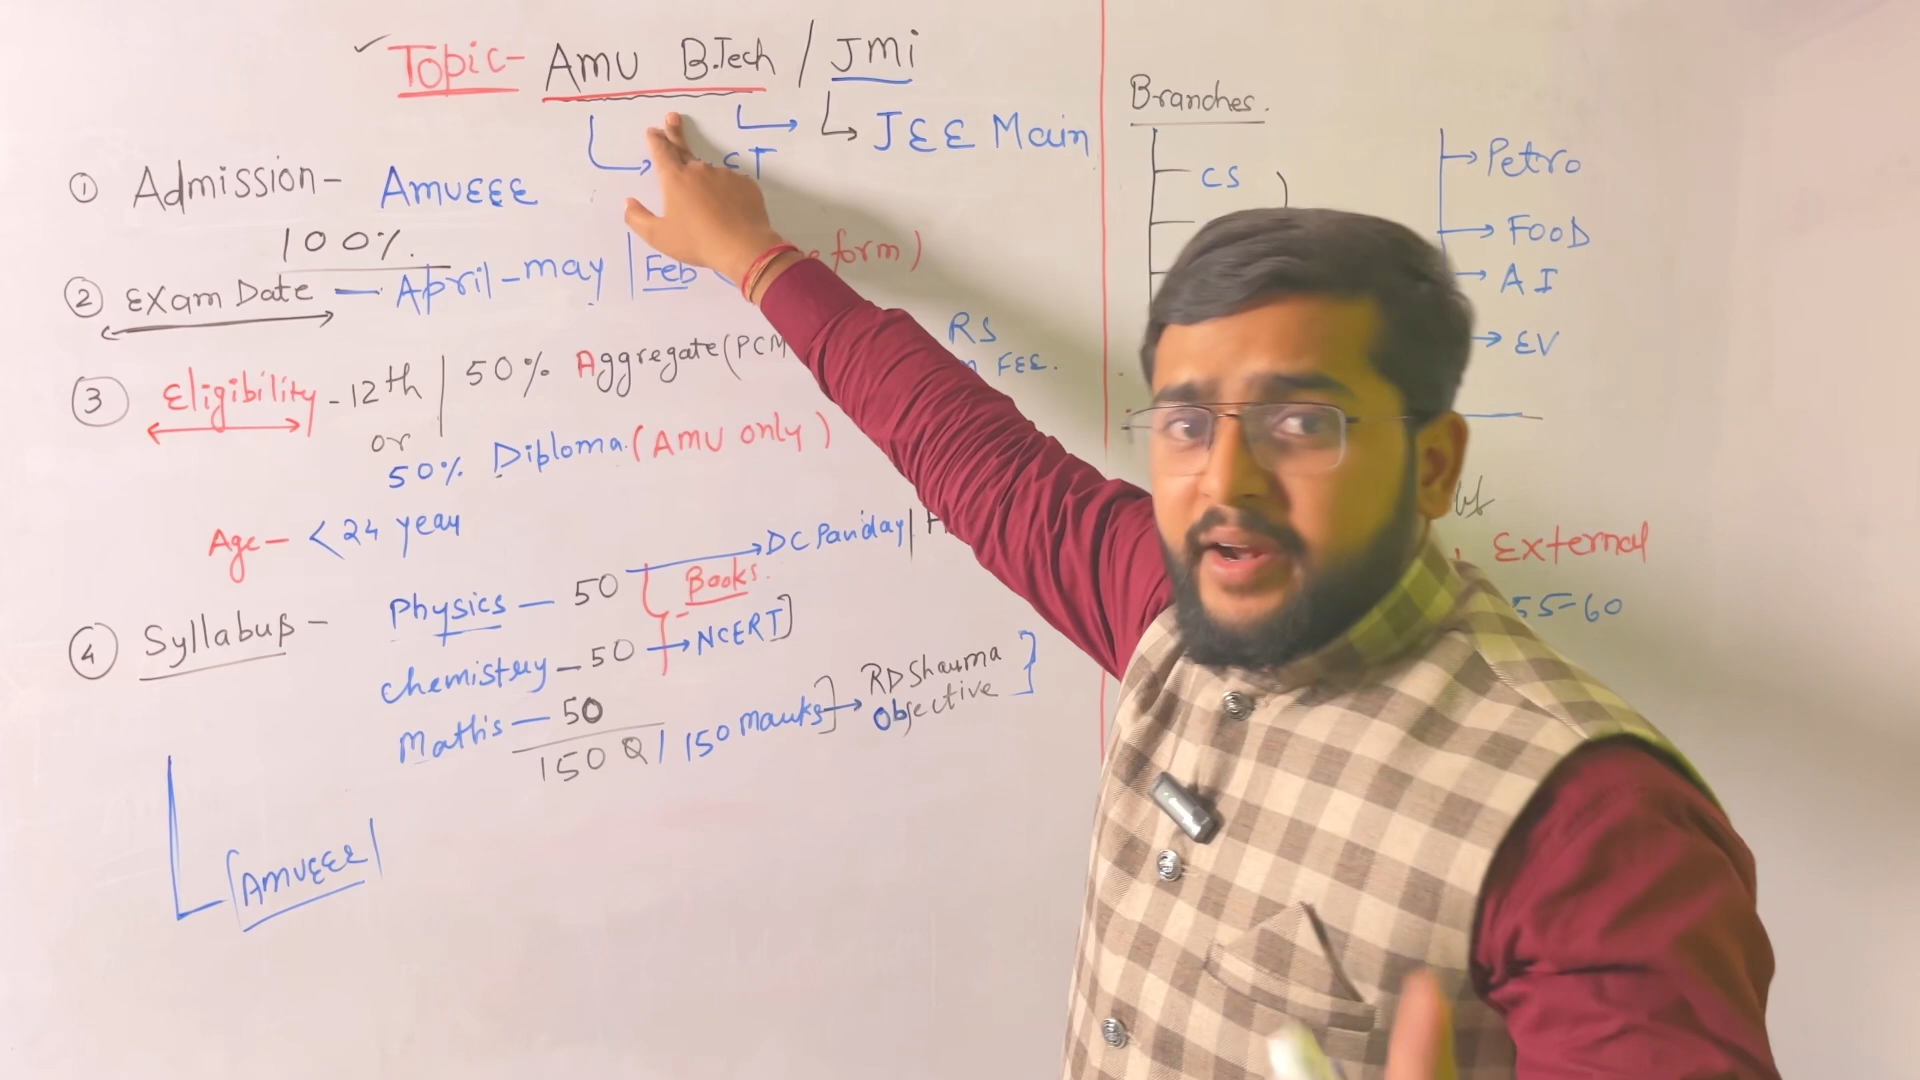 Topic- AMU B.Tech / JMi
JEE Main
① Admission- AMUEEE
100%.
② Exam Date - April-may | Feb form)
③ Eligibility - 12th | 50% Aggregate (PCM
or
50% Dibloma. (AMU only)
RS
FEE.
Age- < 24 year
④ Syllabus - Physics - 50 DC Panday |
Books.
Chemistry - 50 → NCERT]
Maths - 50
150 Q | 150 Marks] → RD Sharma
Objective
AMUEEE
Branches.
CS
Petro
FOOD
AI
EV
External
55-60